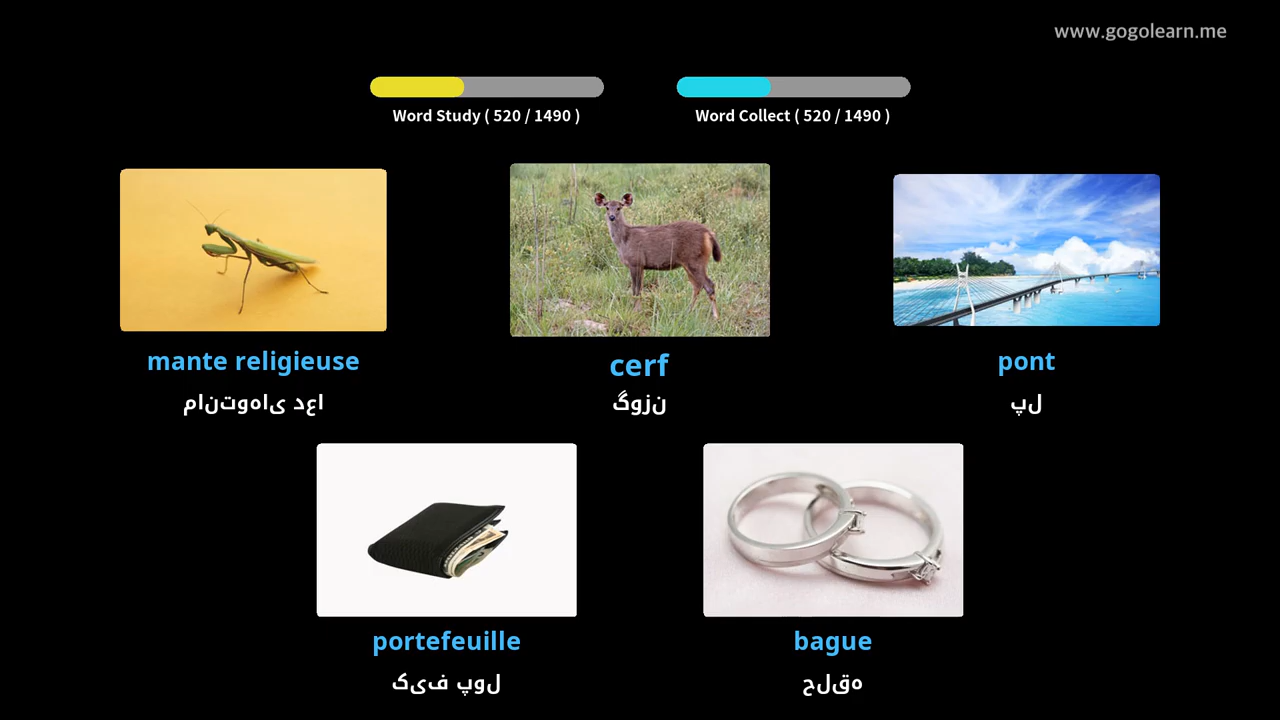 www.gogolearn.me
Word Study ( 520 / 1490 )
Word Collect ( 520 / 1490 )
mante religieuse
مانتوهای دعا
cerf
گوزن
pont
پل
portefeuille
کیف پول
bague
حلقه